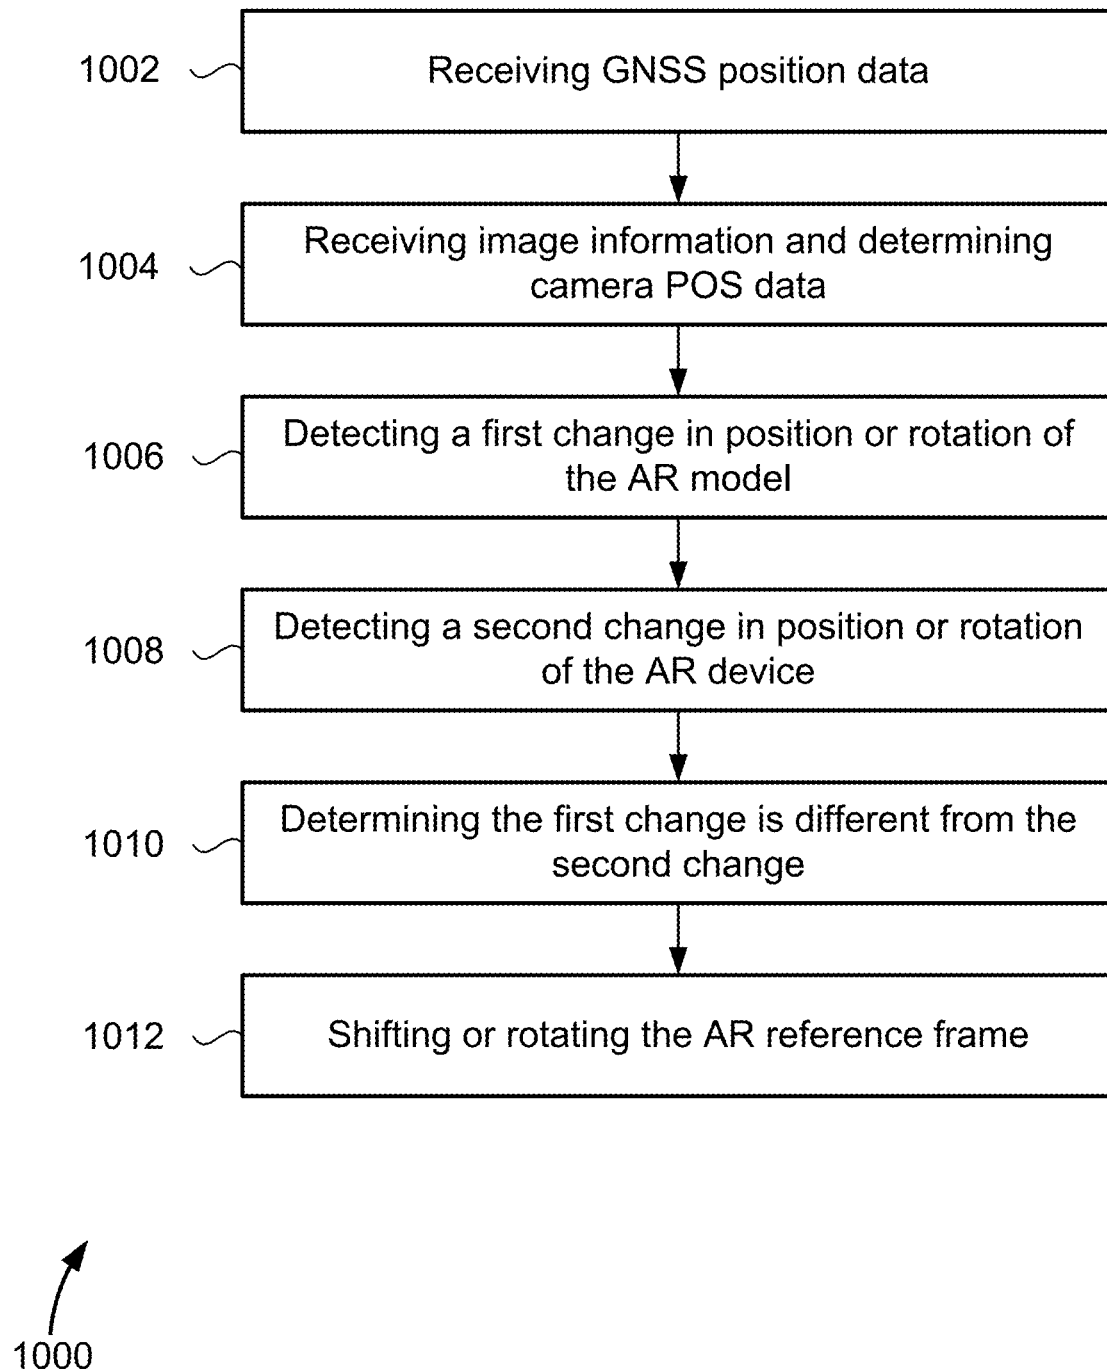 1002
Receiving GNSS position data
1004
Receiving image information and determining
camera POS data
1006
Detecting a first change in position or rotation of
the AR model
1008
Detecting a second change in position or rotation
of the AR device
1010
Determining the first change is different from the
second change
1012
Shifting or rotating the AR reference frame
1000